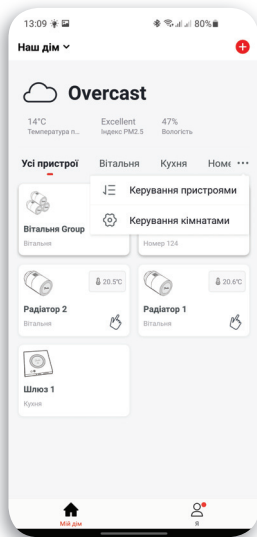 13:09 80%
Наш дім
Overcast
14°C Excellent 47%
Температура п... Індекс PM2.5 Вологість
Усі пристрої Вітальня Кухня Номе
Керування пристроями
Керування кімнатами
Вітальня Group
Вітальня
Номер 124
20.5°C
Радіатор 2
Вітальня
20.6°C
Радіатор 1
Вітальня
Шлюз 1
Кухня
Мій дім Я